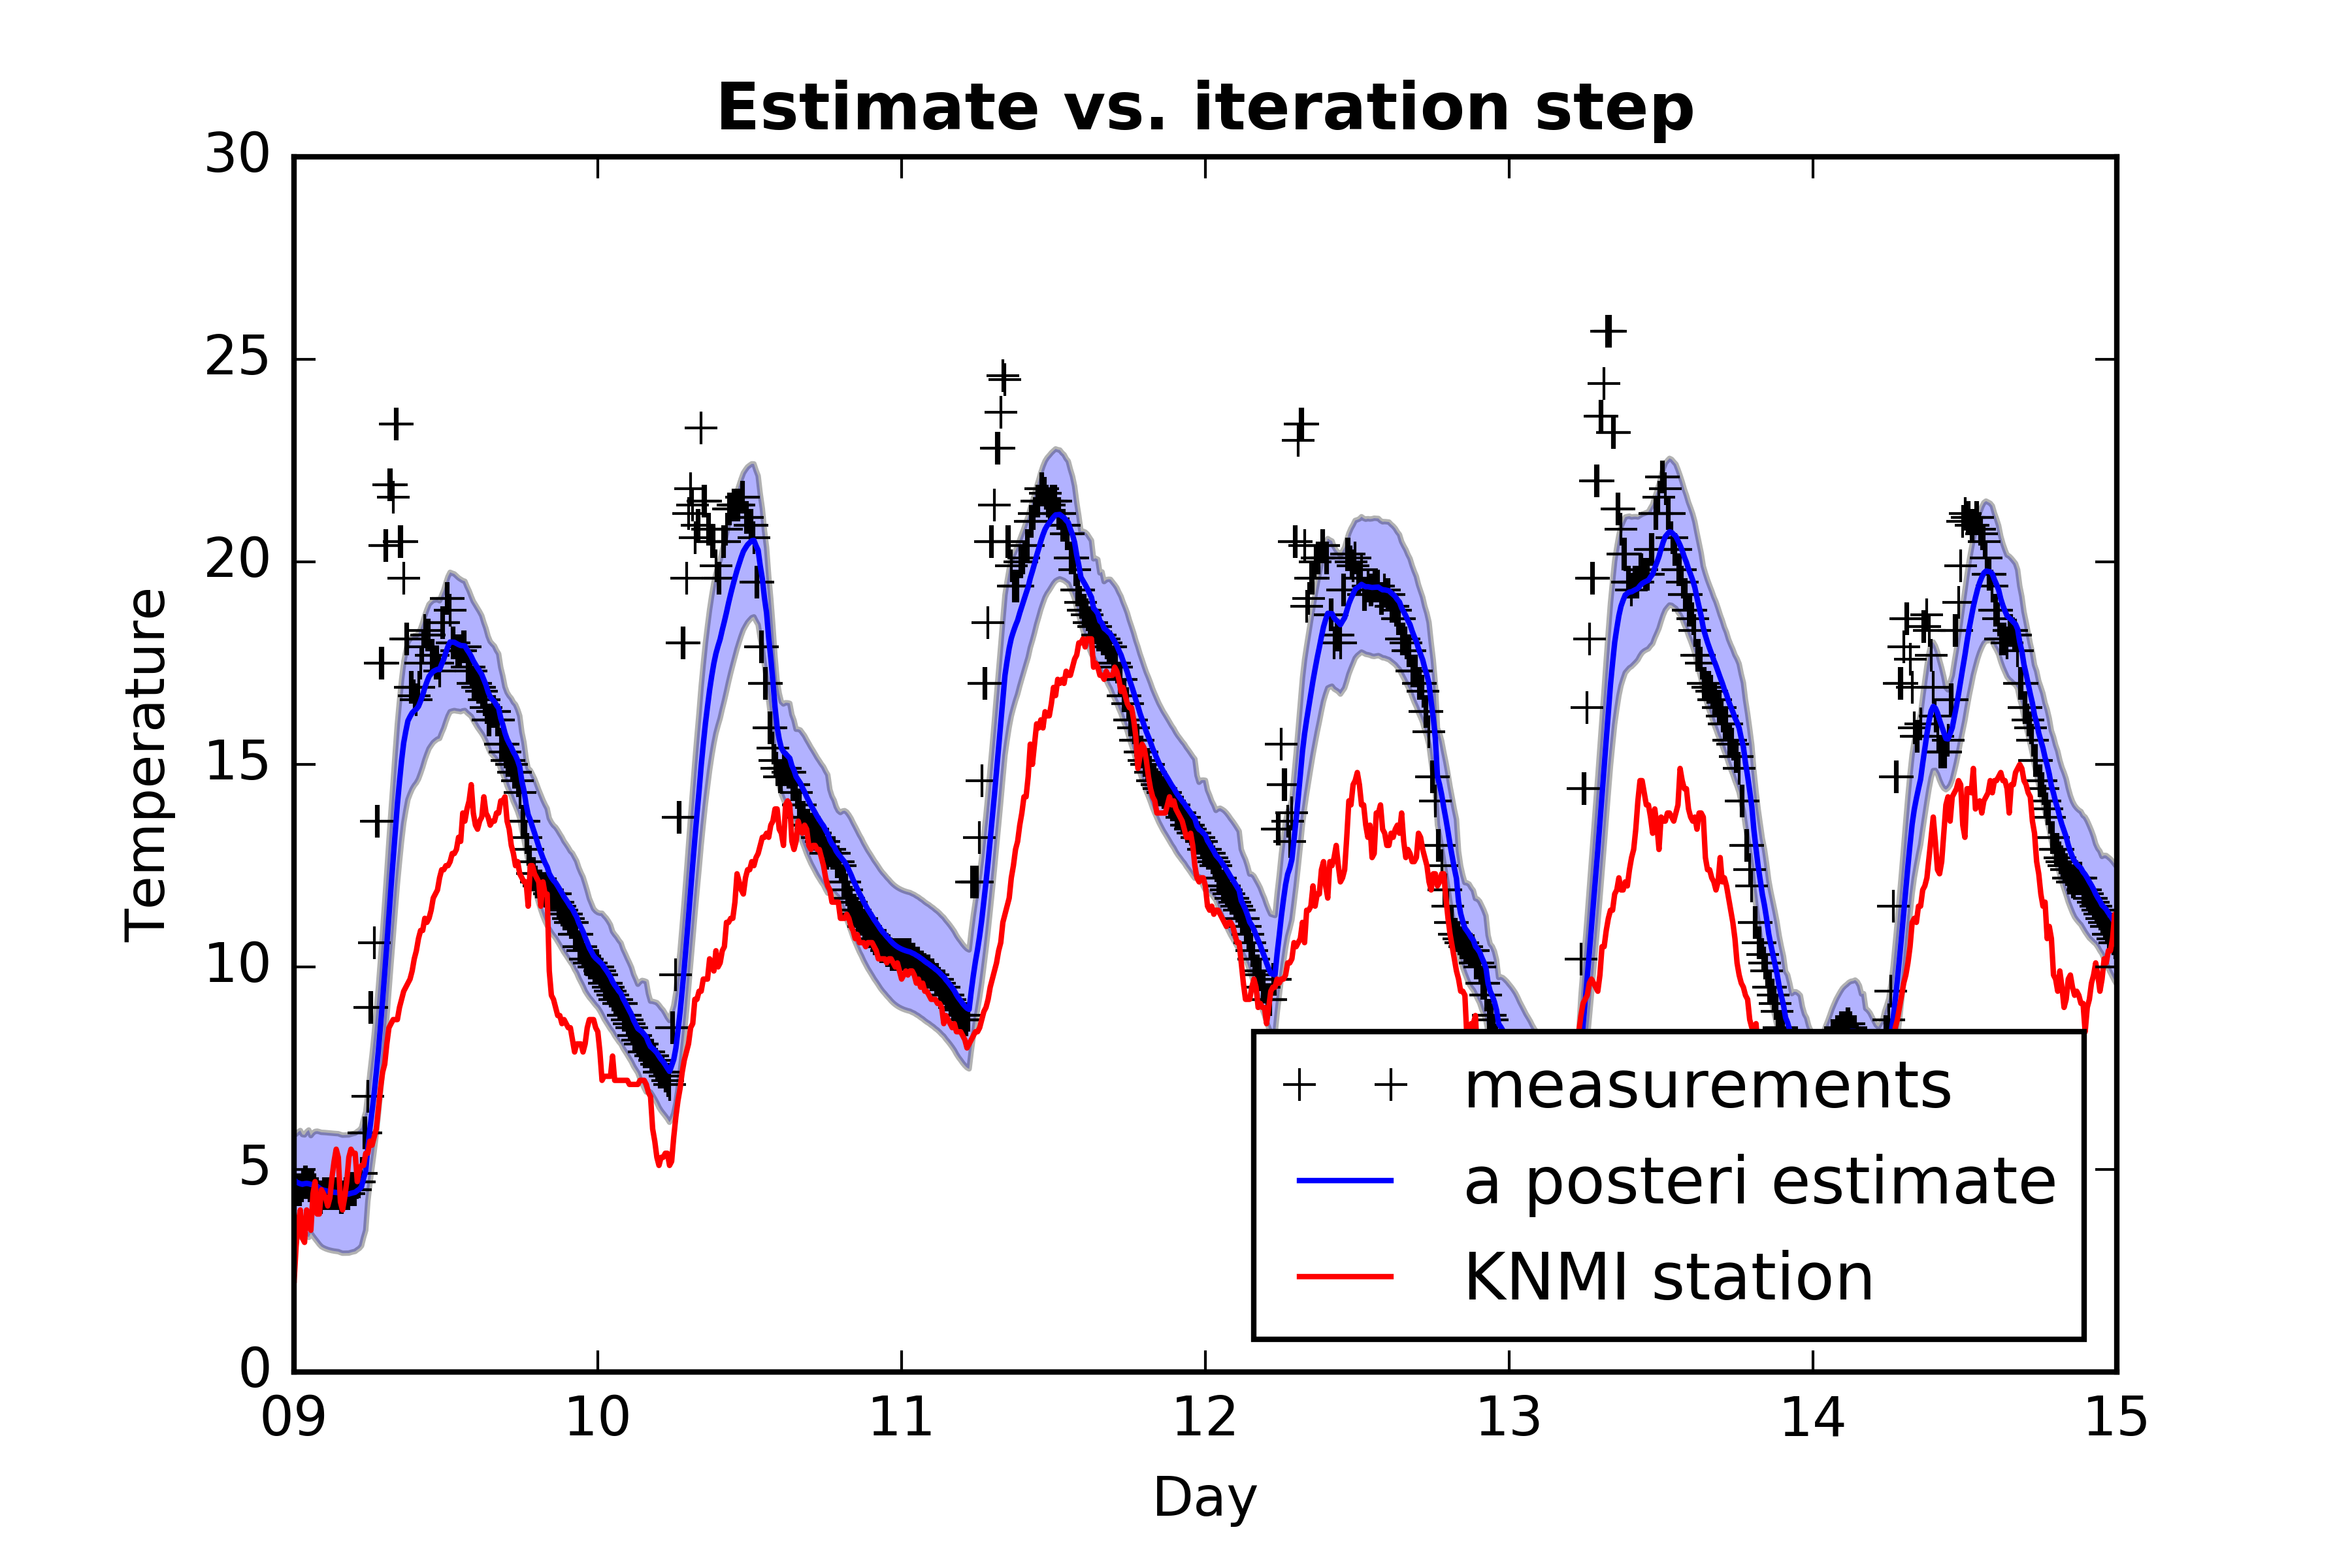 Estimate vs. iteration step
30
25
20
15
10
5
0
Temperature
09 10 11 12 13 14 15
Day
measurements
a posteri estimate
KNMI station